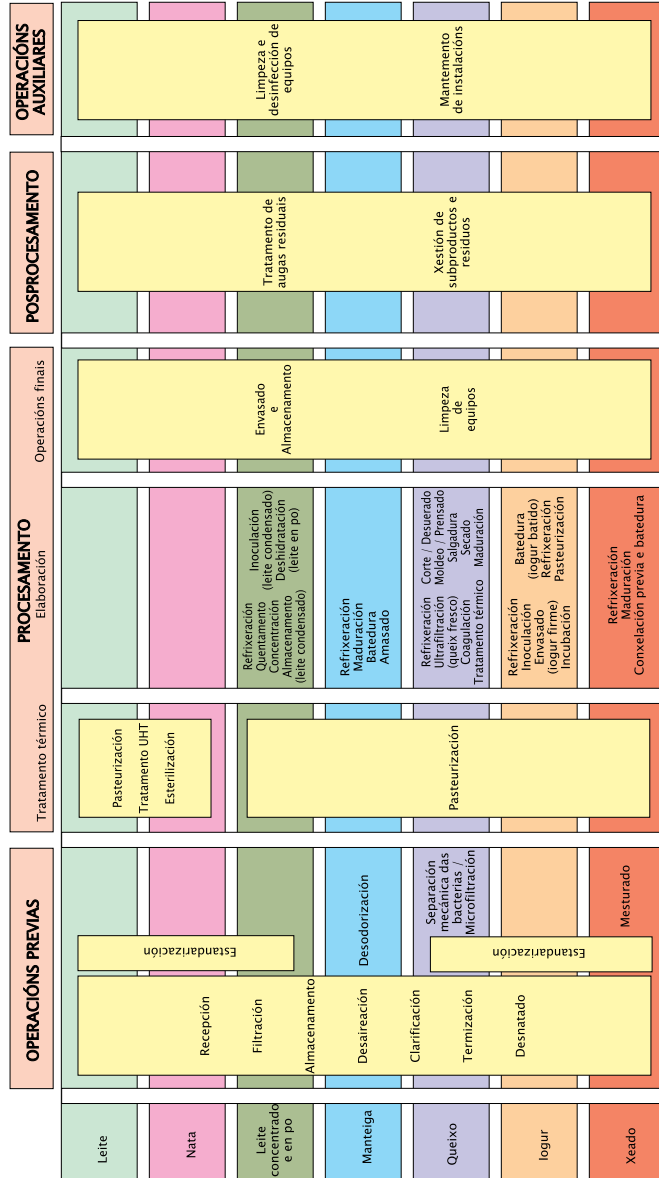 OPERACIÓNS PREVIAS
PROCESAMENTO
POSPROCESAMENTO
OPERACIÓNS
AUXILIARES
Tratamento térmico
Elaboración
Operacións finais
Leite
Nata
Leite
concentrado
e en po
Manteiga
Queixo
Iogur
Xeado
Recepción
Filtración
Almacenamento
Desaireación
Clarificación
Termización
Desnatado
Estandarización
Estandarización
Desodorización
Separación
mecánica das
bacterias /
Microfiltración
Mesturado
Pasteurización
Tratamento UHT
Esterilización
Pasteurización
Refrixeración
Quentamento
Concentración
Almacenamento
(leite condensado)
Inoculación
(leite condensado)
Deshidratación
(leite en po)
Refrixeración
Maduración
Batedura
Amasado
Refrixeración
Ultrafiltración
(queix fresco)
Coagulación
Tratamento térmico
Corte / Desuerado
Moldeo / Prensado
Salgadura
Secado
Maduración
Refrixeración
Inoculación
Envasado
(iogur firme)
Incubación
Batedura
(iogur batido)
Refrixeración
Pasteurización
Refrixeración
Maduración
Conxelación previa e batedura
Envasado
e
Almacenamento
Limpeza
de
equipos
Tratamento de
augas residuais
Xestión de
subproductos e
residuos
Limpeza e
desinfección de
equipos
Mantemento
de instalacións